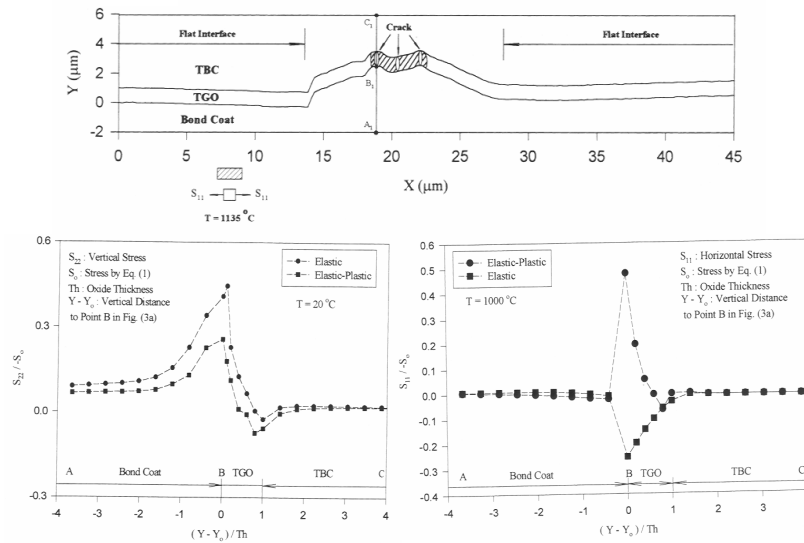 6
4
2
0
-2
Y (μm)
C₁
Crack
Flat Interface
Flat Interface
TBC
TGO
B₁
Bond Coat
A₁
0 5 10 15 20 25 30 35 40 45
X (μm)
S₁₁ S₁₁
T = 1135 °C
0.6
0.3
0.0
-0.3
S₂₂ / -Sₒ
S₂₂ : Vertical Stress
Sₒ : Stress by Eq. (1)
Th : Oxide Thickness
Y - Yₒ : Vertical Distance
to Point B in Fig. (3a)
Elastic
Elastic-Plastic
T = 20 °C
A Bond Coat B TGO TBC C
-4 -3 -2 -1 0 1 2 3 4
( Y - Yₒ ) / Th
0.6
0.5
0.4
0.3
0.2
0.1
0.0
-0.1
-0.2
-0.3
-0.4
S₁₁ / -Sₒ
Elastic-Plastic
Elastic
T = 1000 °C
S₁₁ : Horizontal Stress
Sₒ : Stress by Eq. (1)
Th : Oxide Thickness
Y - Yₒ : Vertical Distance
to Point B in Fig. (3a)
A Bond Coat B TGO TBC C
-4 -3 -2 -1 0 1 2 3
( Y - Yₒ ) / Th